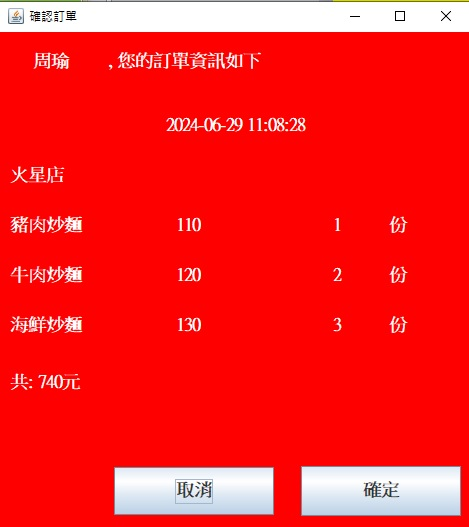 確認訂單
周瑜 , 您的訂單資訊如下
2024-06-29 11:08:28
火星店
豬肉炒麵 110 1 份
牛肉炒麵 120 2 份
海鮮炒麵 130 3 份
共: 740元
取消 確定